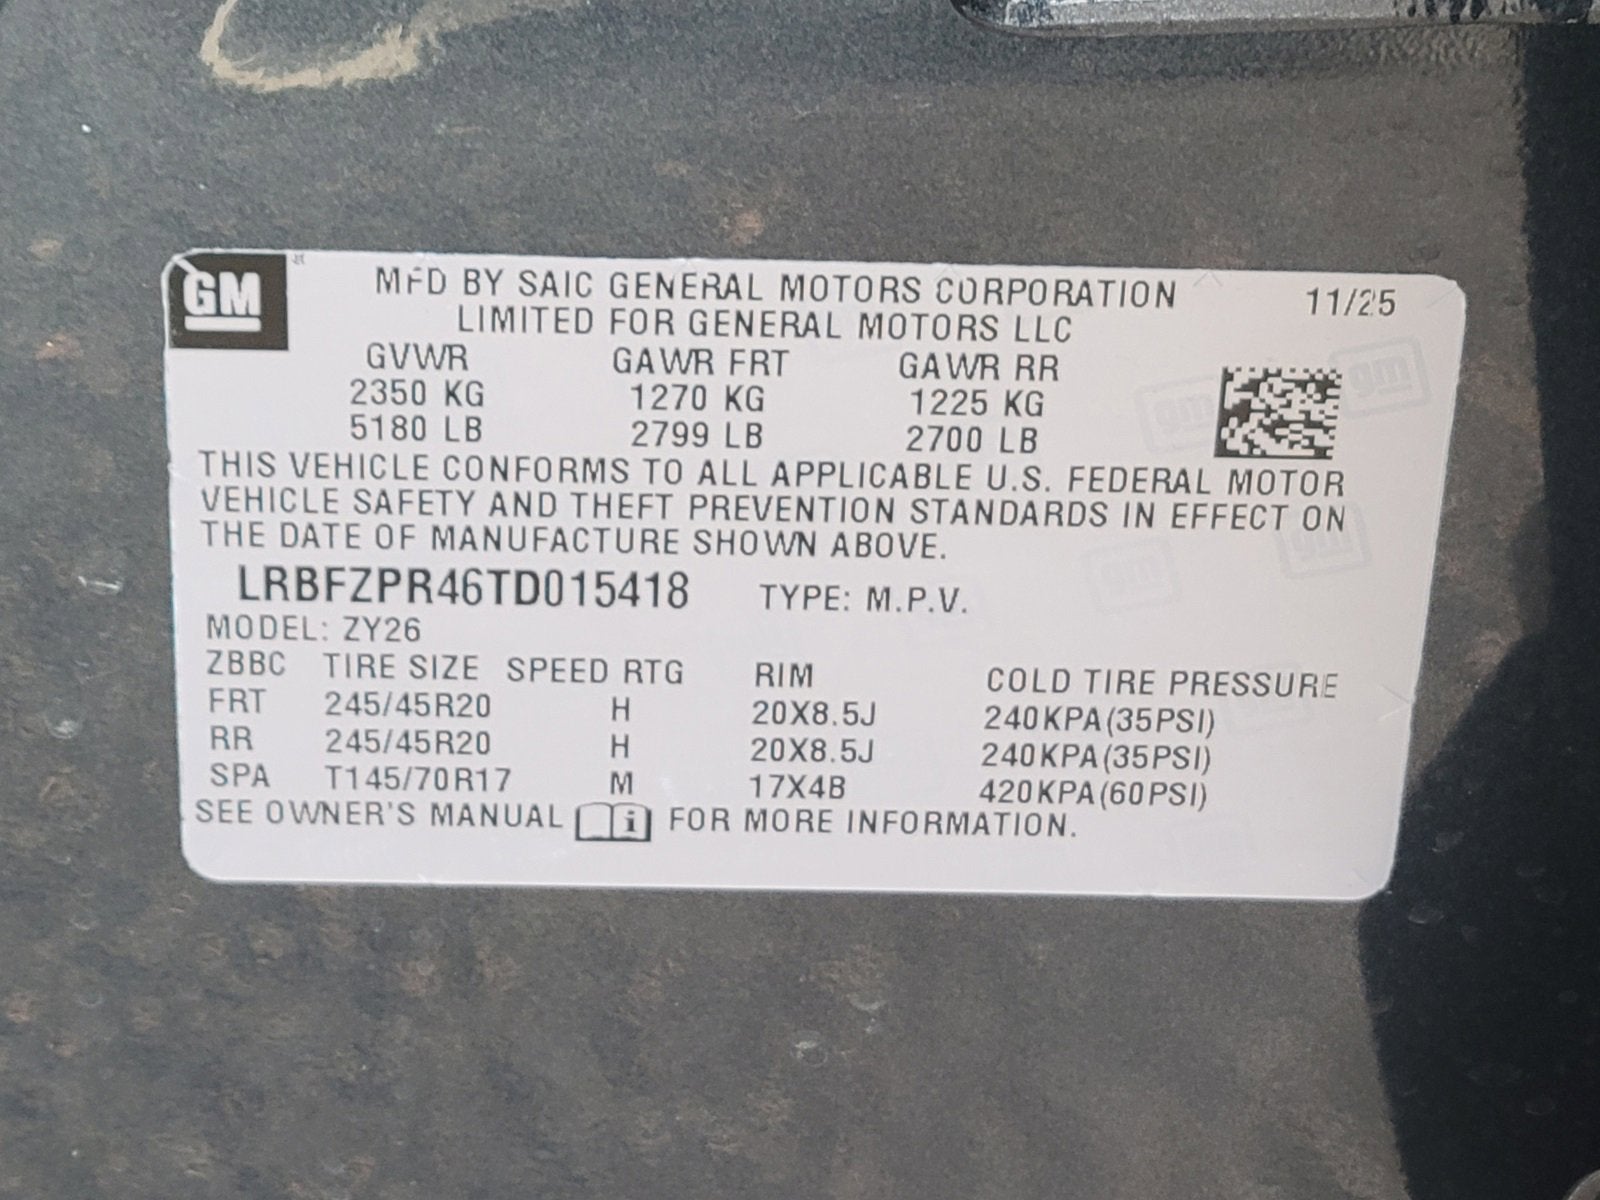 GM
MFD BY SAIC GENERAL MOTORS CORPORATION 11/25
LIMITED FOR GENERAL MOTORS LLC
GVWR GAWR FRT GAWR RR
2350 KG 1270 KG 1225 KG
5180 LB 2799 LB 2700 LB
THIS VEHICLE CONFORMS TO ALL APPLICABLE U.S. FEDERAL MOTOR
VEHICLE SAFETY AND THEFT PREVENTION STANDARDS IN EFFECT ON
THE DATE OF MANUFACTURE SHOWN ABOVE.
LRBFZPR46TD015418 TYPE: M.P.V.
MODEL: ZY26
ZBBC TIRE SIZE SPEED RTG RIM COLD TIRE PRESSURE
FRT 245/45R20 H 20X8.5J 240KPA(35PSI)
RR 245/45R20 H 20X8.5J 240KPA(35PSI)
SPA T145/70R17 M 17X4B 420KPA(60PSI)
SEE OWNER'S MANUAL i FOR MORE INFORMATION.
gm
gm
gm
gm